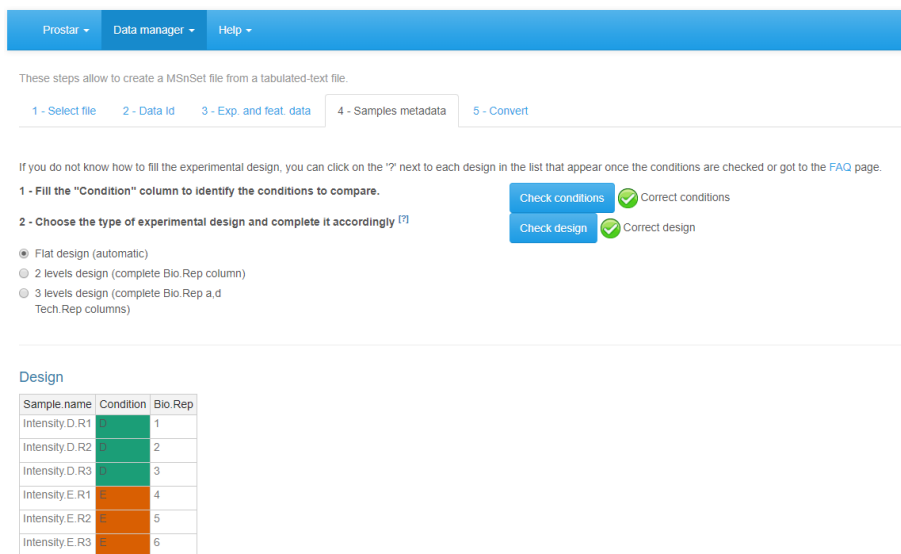 Prostar Data manager Help
These steps allow to create a MSnSet file from a tabulated-text file.
1 - Select file 2 - Data Id 3 - Exp. and feat. data 4 - Samples metadata 5 - Convert
If you do not know how to fill the experimental design, you can click on the '?' next to each design in the list that appear once the conditions are checked or got to the FAQ page.
1 - Fill the "Condition" column to identify the conditions to compare.
Check conditions Correct conditions
2 - Choose the type of experimental design and complete it accordingly [?]
Check design Correct design
Flat design (automatic)
2 levels design (complete Bio.Rep column)
3 levels design (complete Bio.Rep a,d
Tech.Rep columns)
Design
Sample.name Condition Bio.Rep
Intensity.D.R1 D 1
Intensity.D.R2 D 2
Intensity.D.R3 D 3
Intensity.E.R1 E 4
Intensity.E.R2 E 5
Intensity.E.R3 E 6